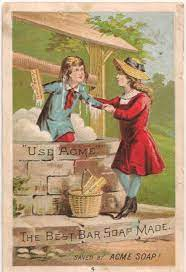 "USE ACME"
THE BEST BAR SOAP MADE.
SAVED BY ACME SOAP!